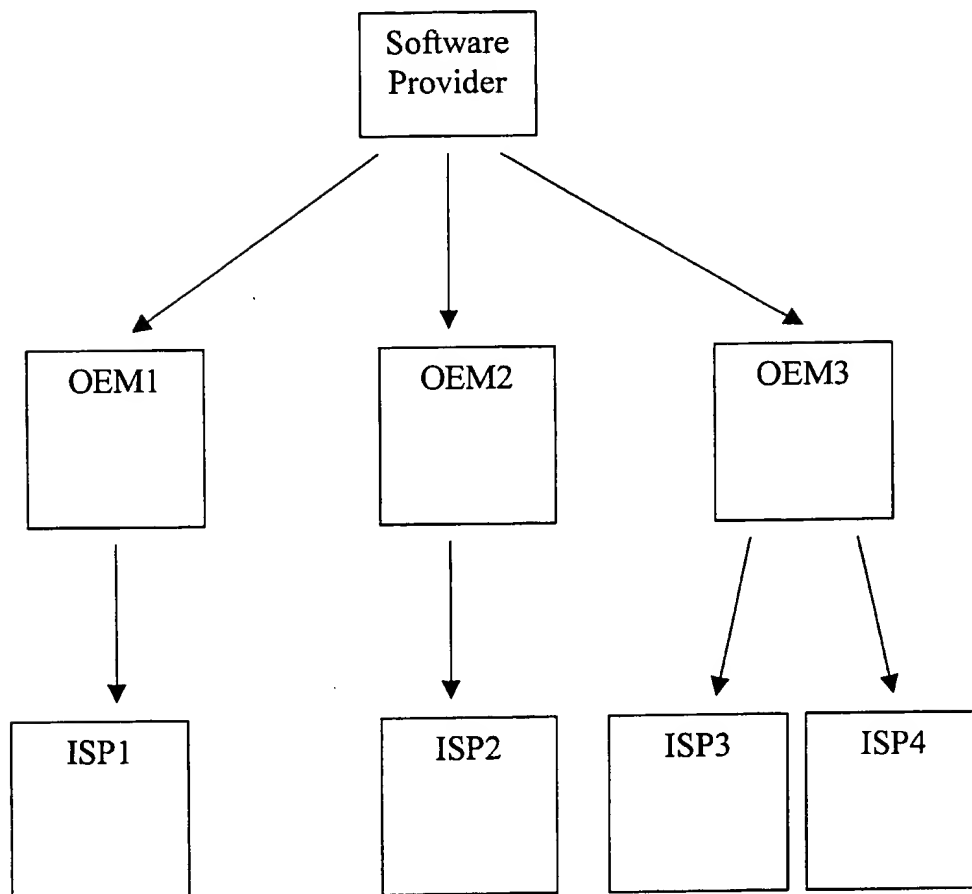 Software
Provider
OEM1
OEM2
OEM3
ISP1
ISP2
ISP3
ISP4